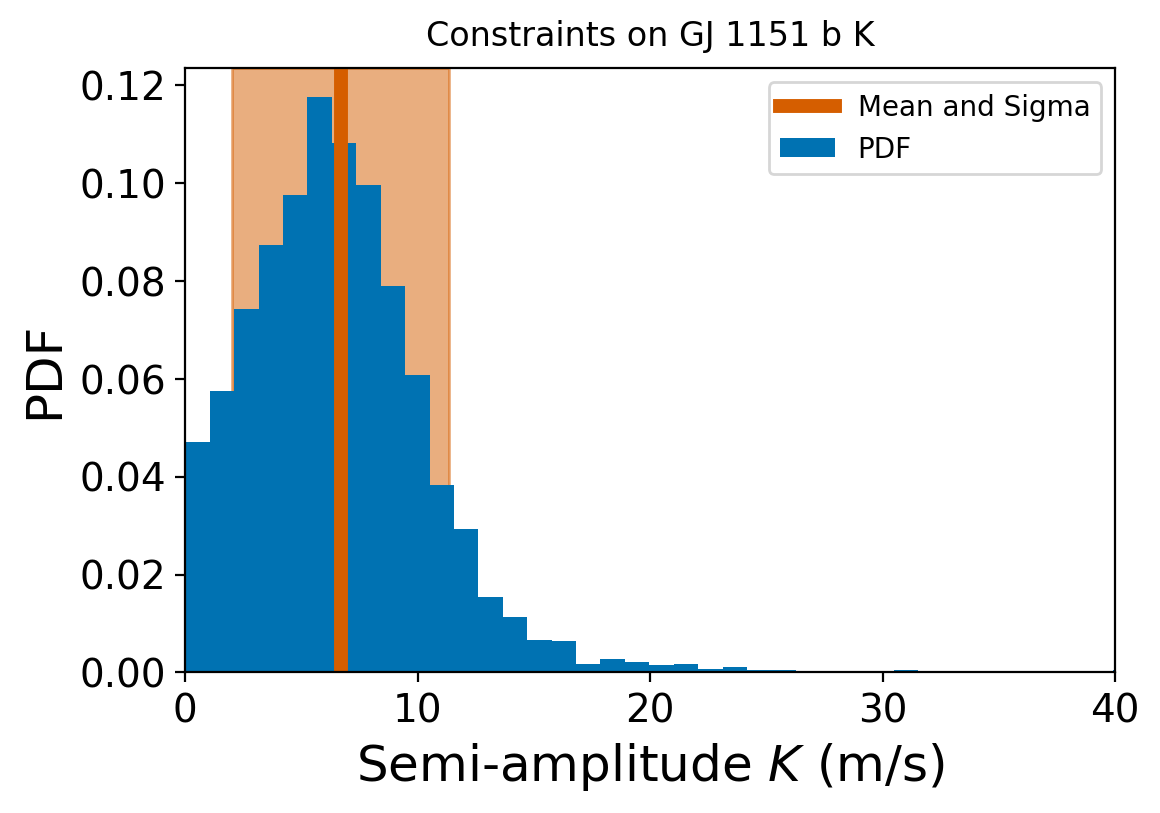 Constraints on GJ 1151 b K
Mean and Sigma
PDF
PDF
0.12
0.10
0.08
0.06
0.04
0.02
0.00
0 10 20 30 40
Semi-amplitude K (m/s)